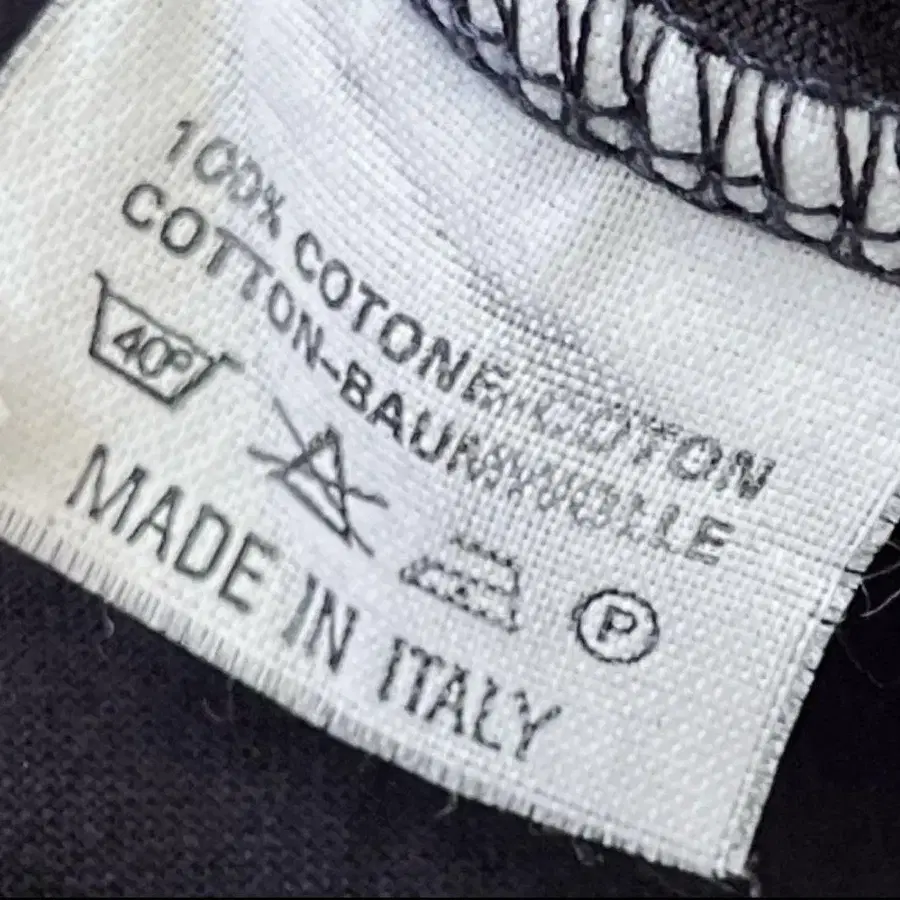 100% COTONE-COTON
COTTON-BAUMWOLLE
40°
P
MADE IN ITALY